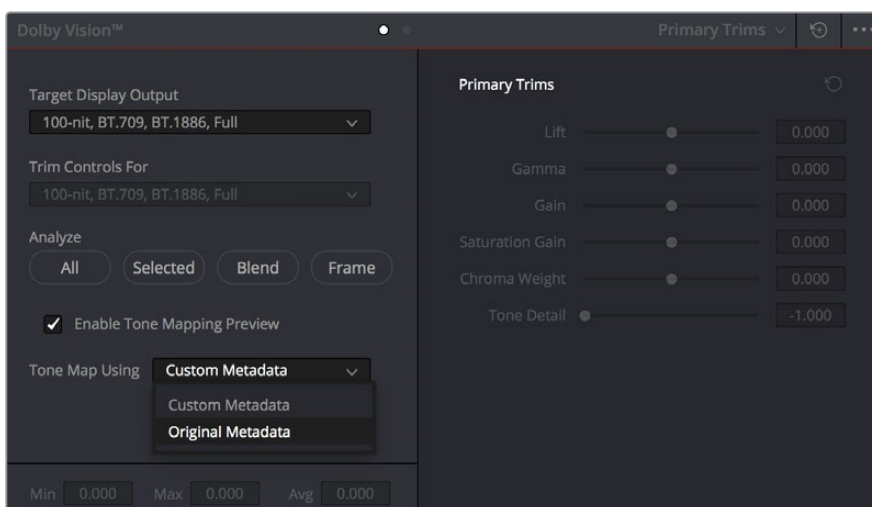 Dolby Vision™
Primary Trims
Target Display Output
100-nit, BT.709, BT.1886, Full
Trim Controls For
100-nit, BT.709, BT.1886, Full
Analyze
All Selected Blend Frame
Enable Tone Mapping Preview
Tone Map Using Custom Metadata
Custom Metadata
Original Metadata
Min 0.000 Max 0.000 Avg 0.000
Primary Trims
Lift 0.000
Gamma 0.000
Gain 0.000
Saturation Gain 0.000
Chroma Weight 0.000
Tone Detail -1.000